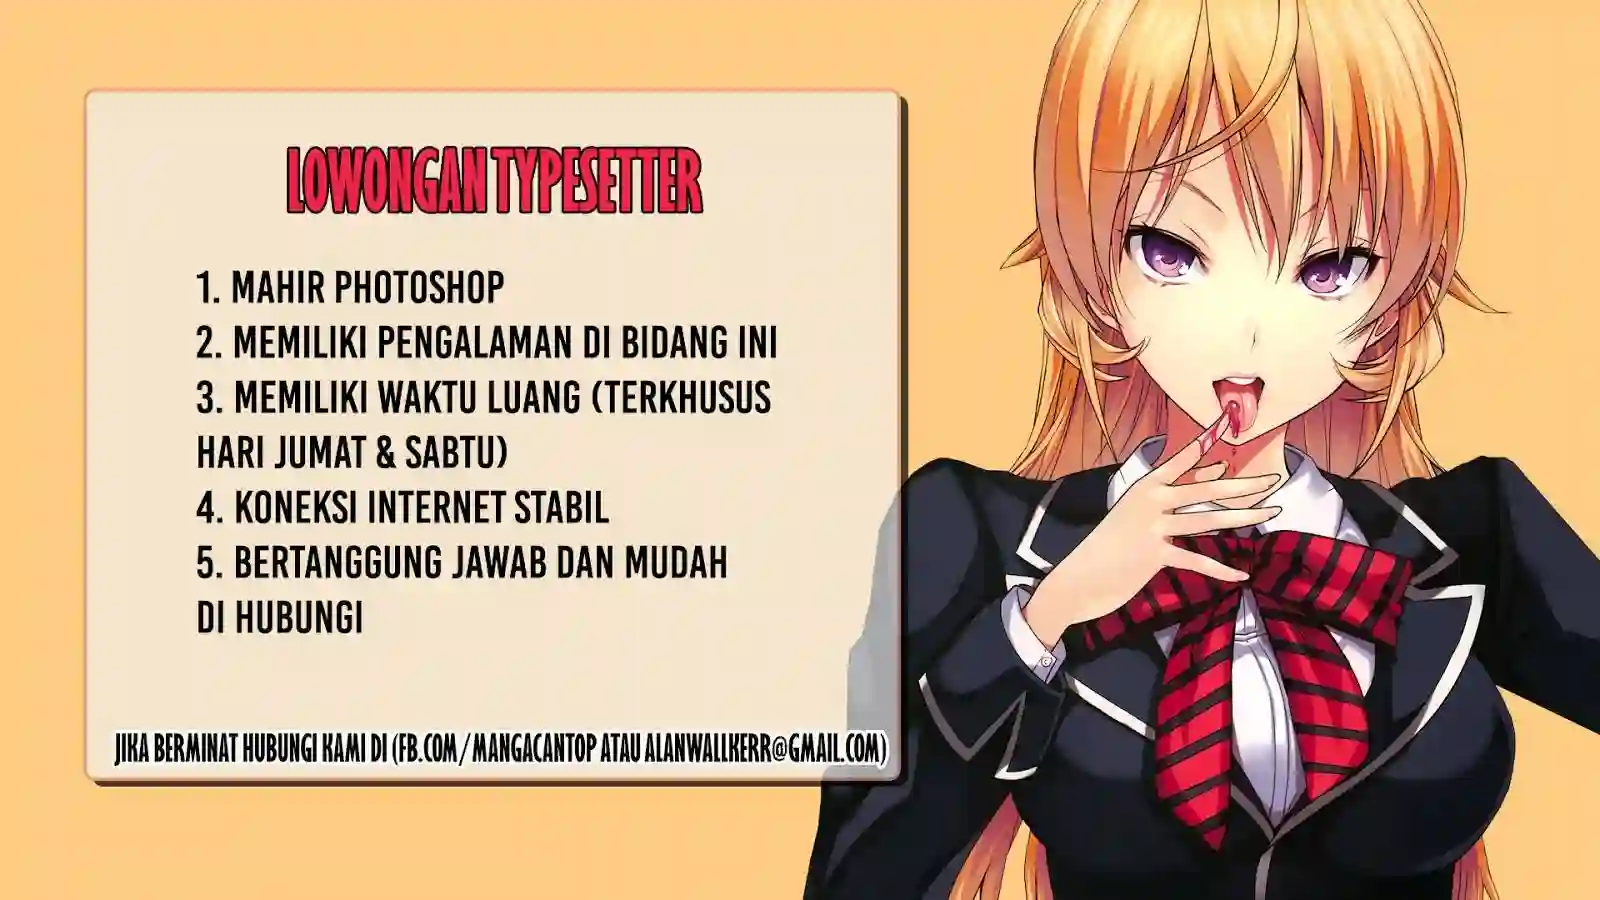 LOWONGAN TYPESETTER
1. MAHIR PHOTOSHOP
2. MEMILIKI PENGALAMAN DI BIDANG INI
3. MEMILIKI WAKTU LUANG (TERKHUSUS
HARI JUMAT & SABTU)
4. KONEKSI INTERNET STABIL
5. BERTANGGUNG JAWAB DAN MUDAH
DI HUBUNGI
JIKA BERMINAT HUBUNGI KAMI DI (FB.COM/MANGACANTOP ATAU ALANWALLKERR@GMAIL.COM)